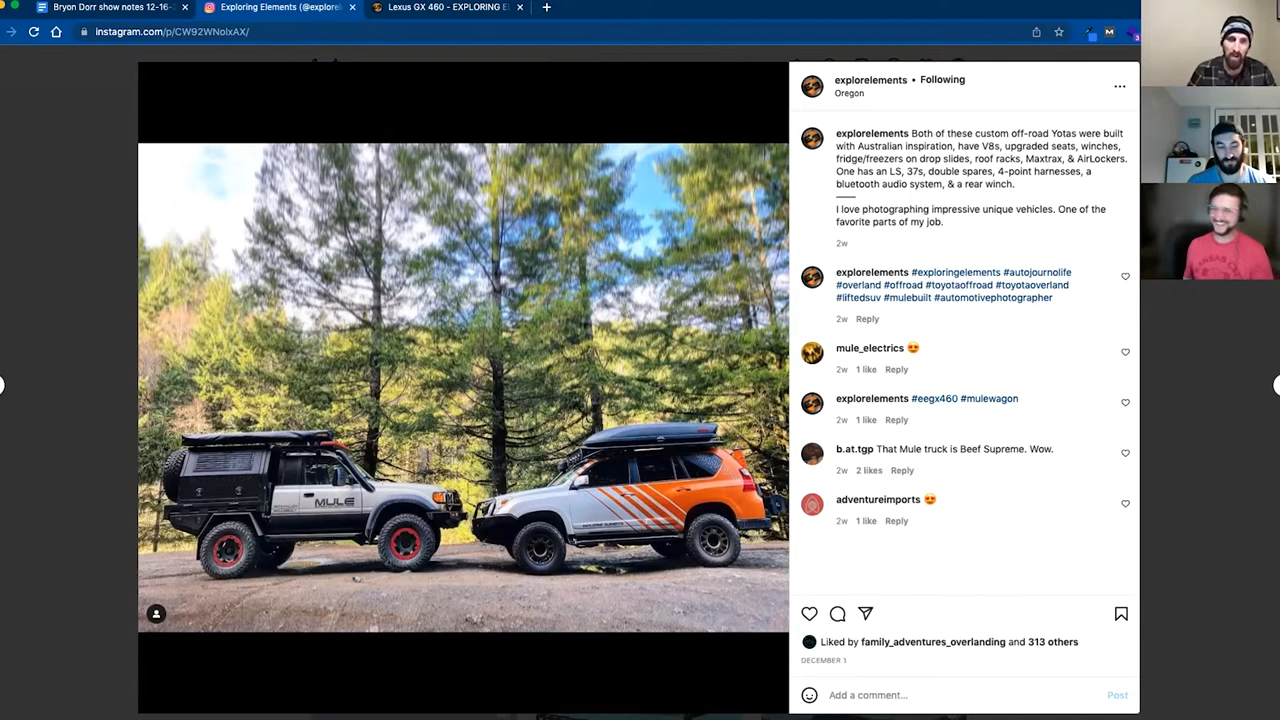 Bryon Dorr show notes 12-16-
Exploring Elements (@explorel
Lexus GX 460 - EXPLORING E
instagram.com/p/CW92WNolxAX/
explorelements • Following
Oregon
explorelements Both of these custom off-road Yotas were built
with Australian inspiration, have V8s, upgraded seats, winches,
fridge/freezers on drop slides, roof racks, Maxtrax, & AirLockers.
One has an LS, 37s, double spares, 4-point harnesses, a
bluetooth audio system, & a rear winch.
I love photographing impressive unique vehicles. One of the
favorite parts of my job.
2w
explorelements #exploringelements #autojournolife
#overland #offroad #toyotaoffroad #toyotaoverland
#liftedsuv #mulebuilt #automotivephotographer
2w Reply
mule_electrics 😍
2w 1 like Reply
explorelements #eegx460 #mulewagon
2w 1 like Reply
b.at.tgp That Mule truck is Beef Supreme. Wow.
2w 2 likes Reply
adventureimports 😍
2w 1 like Reply
Liked by family_adventures_overlanding and 313 others
DECEMBER 1
Add a comment... Post
MULE